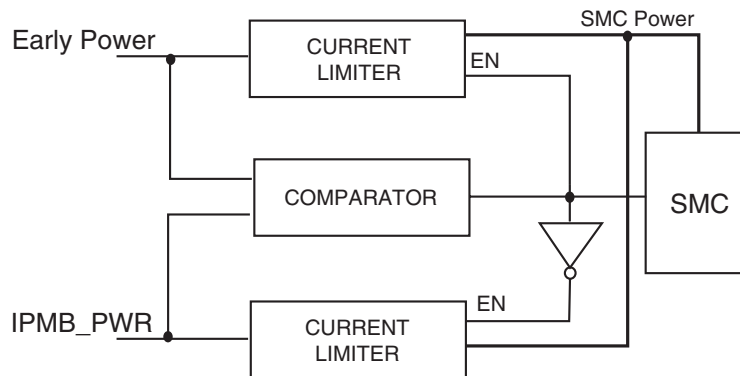 SMC Power
Early Power
CURRENT
LIMITER
EN
COMPARATOR
SMC
EN
IPMB_PWR
CURRENT
LIMITER